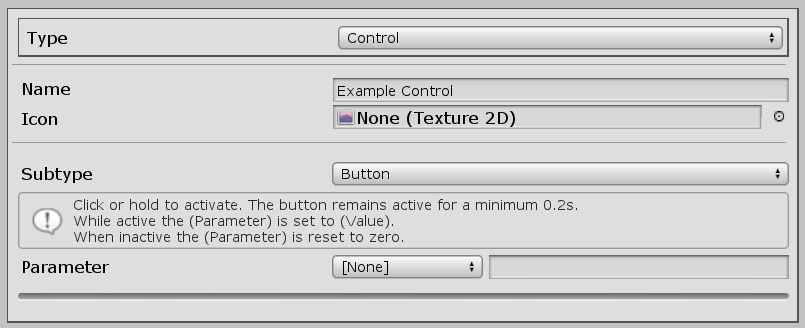 Type Control
Name Example Control
Icon None (Texture 2D)
Subtype Button
Click or hold to activate. The button remains active for a minimum 0.2s.
While active the (Parameter) is set to (Value).
When inactive the (Parameter) is reset to zero.
Parameter [None]